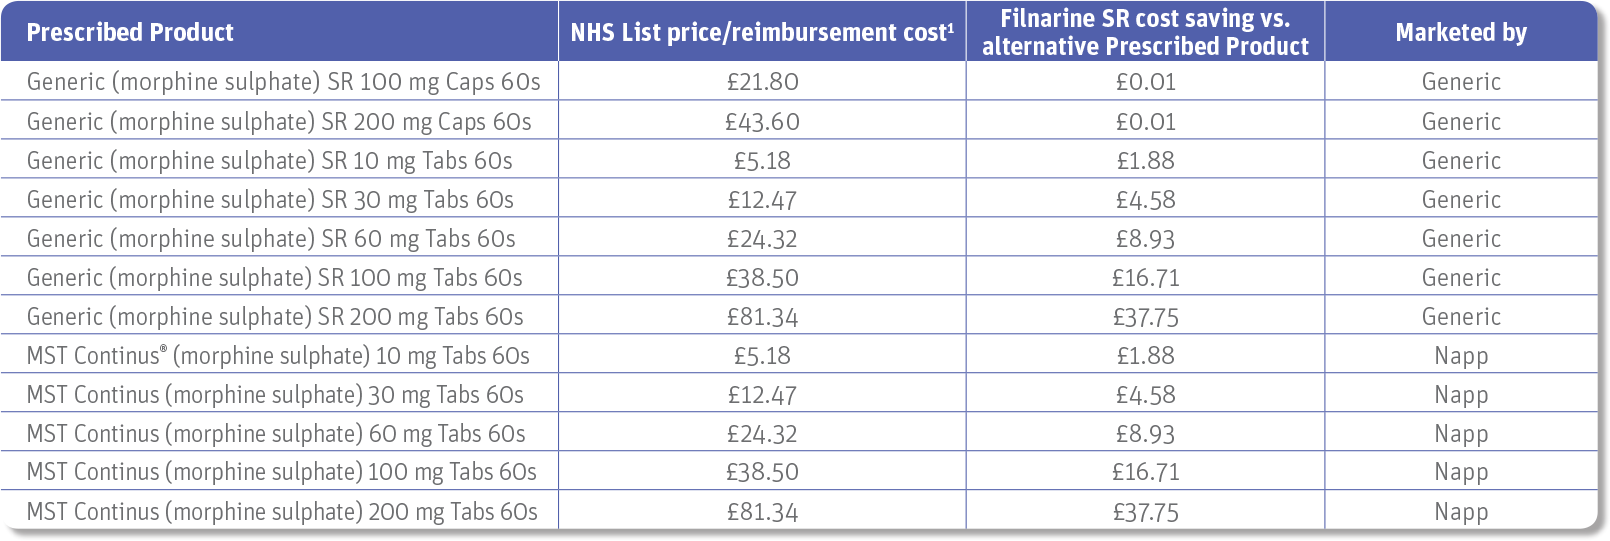 Prescribed Product NHS List price/reimbursement cost¹ Filnarine SR cost saving vs. alternative Prescribed Product Marketed by
Generic (morphine sulphate) SR 100 mg Caps 60s £21.80 £0.01 Generic
Generic (morphine sulphate) SR 200 mg Caps 60s £43.60 £0.01 Generic
Generic (morphine sulphate) SR 10 mg Tabs 60s £5.18 £1.88 Generic
Generic (morphine sulphate) SR 30 mg Tabs 60s £12.47 £4.58 Generic
Generic (morphine sulphate) SR 60 mg Tabs 60s £24.32 £8.93 Generic
Generic (morphine sulphate) SR 100 mg Tabs 60s £38.50 £16.71 Generic
Generic (morphine sulphate) SR 200 mg Tabs 60s £81.34 £37.75 Generic
MST Continus® (morphine sulphate) 10 mg Tabs 60s £5.18 £1.88 Napp
MST Continus (morphine sulphate) 30 mg Tabs 60s £12.47 £4.58 Napp
MST Continus (morphine sulphate) 60 mg Tabs 60s £24.32 £8.93 Napp
MST Continus (morphine sulphate) 100 mg Tabs 60s £38.50 £16.71 Napp
MST Continus (morphine sulphate) 200 mg Tabs 60s £81.34 £37.75 Napp